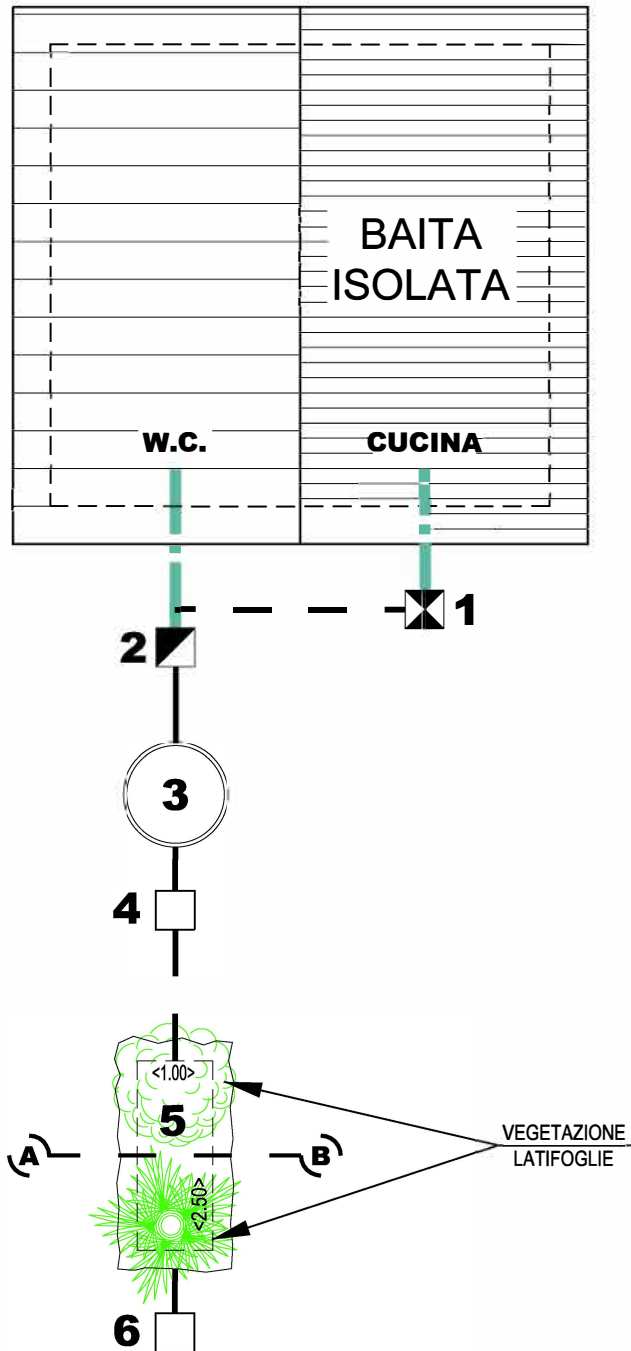 BAITA
ISOLATA
W.C.
CUCINA
1
2
3
4
<1.00>
5
A
B
VEGETAZIONE
LATIFOGLIE
<2.50>
6